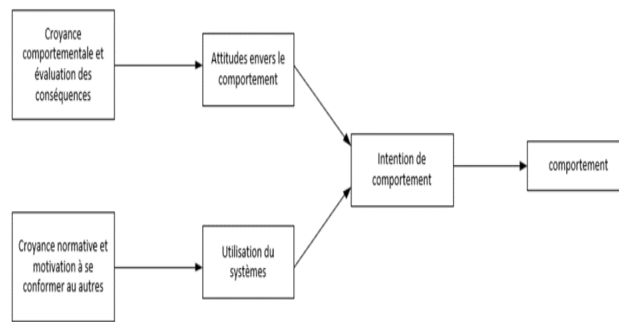 Croyance
comportementale et
évaluation des
conséquences
Attitudes envers le
comportement
Intention de
comportement
comportement
Croyance normative et
motivation à se
conformer au autres
Utilisation du
systèmes